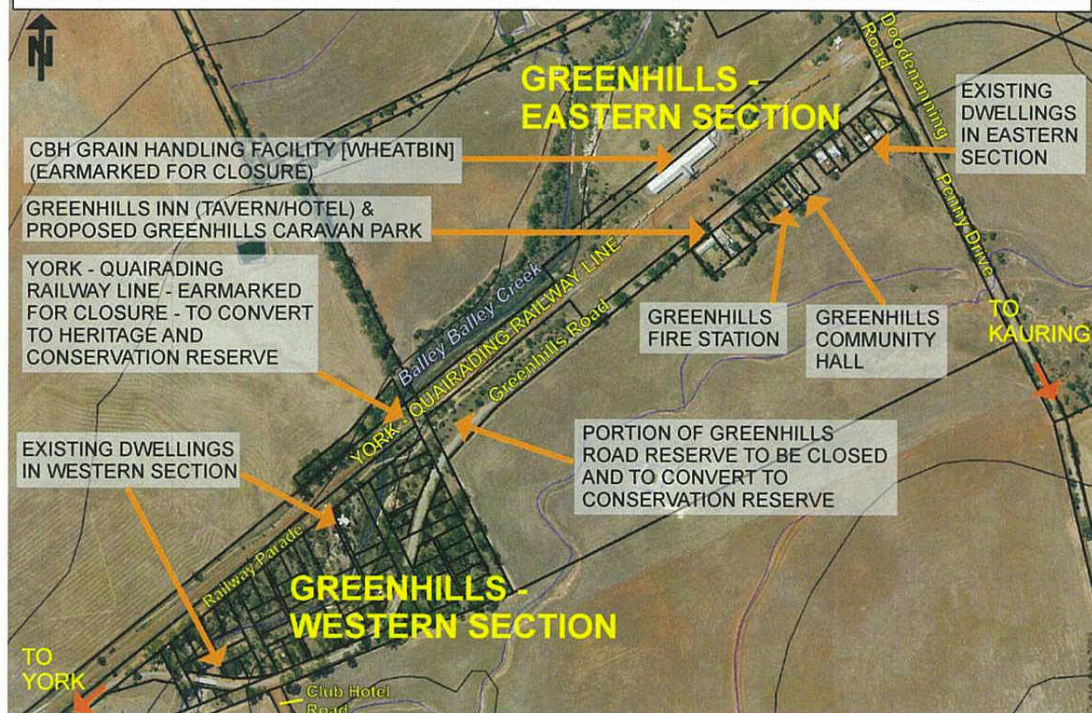 N
GREENHILLS -
EASTERN SECTION
Doodenanning
Road
EXISTING
DWELLINGS
IN EASTERN
SECTION
CBH GRAIN HANDLING FACILITY [WHEATBIN]
(EARMARKED FOR CLOSURE)
GREENHILLS INN (TAVERN/HOTEL) &
PROPOSED GREENHILLS CARAVAN PARK
YORK - QUAIRADING
RAILWAY LINE - EARMARKED
FOR CLOSURE - TO CONVERT
TO HERITAGE AND
CONSERVATION RESERVE
Balley Balley Creek
YORK - QUAIRADING RAILWAY LINE
Greenhills Road
GREENHILLS
FIRE STATION
GREENHILLS
COMMUNITY
HALL
Penny Drive
TO
KAURING
EXISTING DWELLINGS
IN WESTERN SECTION
PORTION OF GREENHILLS
ROAD RESERVE TO BE CLOSED
AND TO CONVERT TO
CONSERVATION RESERVE
Railway Parade
GREENHILLS -
WESTERN SECTION
TO
YORK
Club Hotel
Road